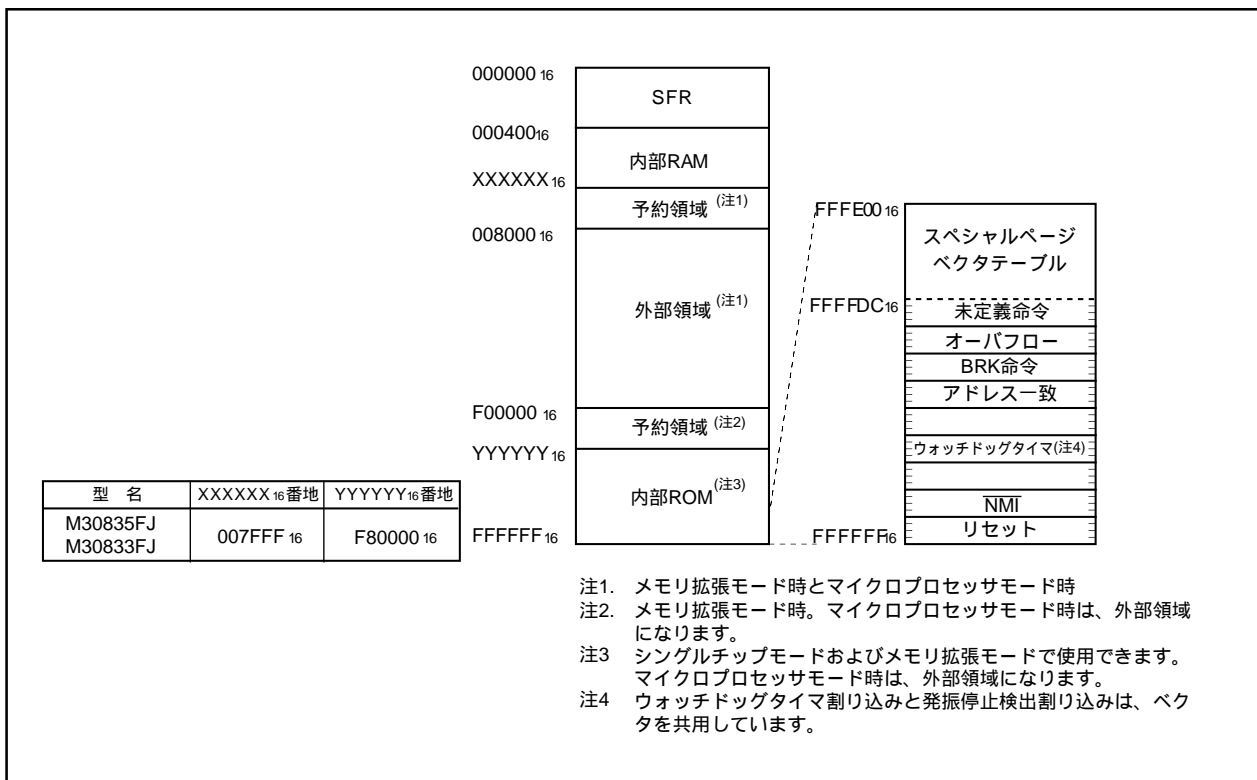 000000 16
SFR
000400 16
内部RAM
XXXXXX 16
予約領域 (注1)
008000 16
外部領域 (注1)
F00000 16
予約領域 (注2)
YYYYYY 16
内部ROM (注3)
FFFFFF 16
FFFE00 16
スペシャルページ
ベクタテーブル
FFFFDC 16
未定義命令
オーバフロー
BRK命令
アドレス一致
ウォッチドッグタイマ(注4)
NMI
リセット
FFFFFF 16
型 名 XXXXXX 16番地 YYYYYY 16番地
M30835FJ
M30833FJ
007FFF 16 F80000 16
注1. メモリ拡張モード時とマイクロプロセッサモード時
注2. メモリ拡張モード時。マイクロプロセッサモード時は、外部領域
になります。
注3 シングルチップモードおよびメモリ拡張モードで使用できます。
マイクロプロセッサモード時は、外部領域になります。
注4 ウォッチドッグタイマ割り込みと発振停止検出割り込みは、ベク
タを共用しています。